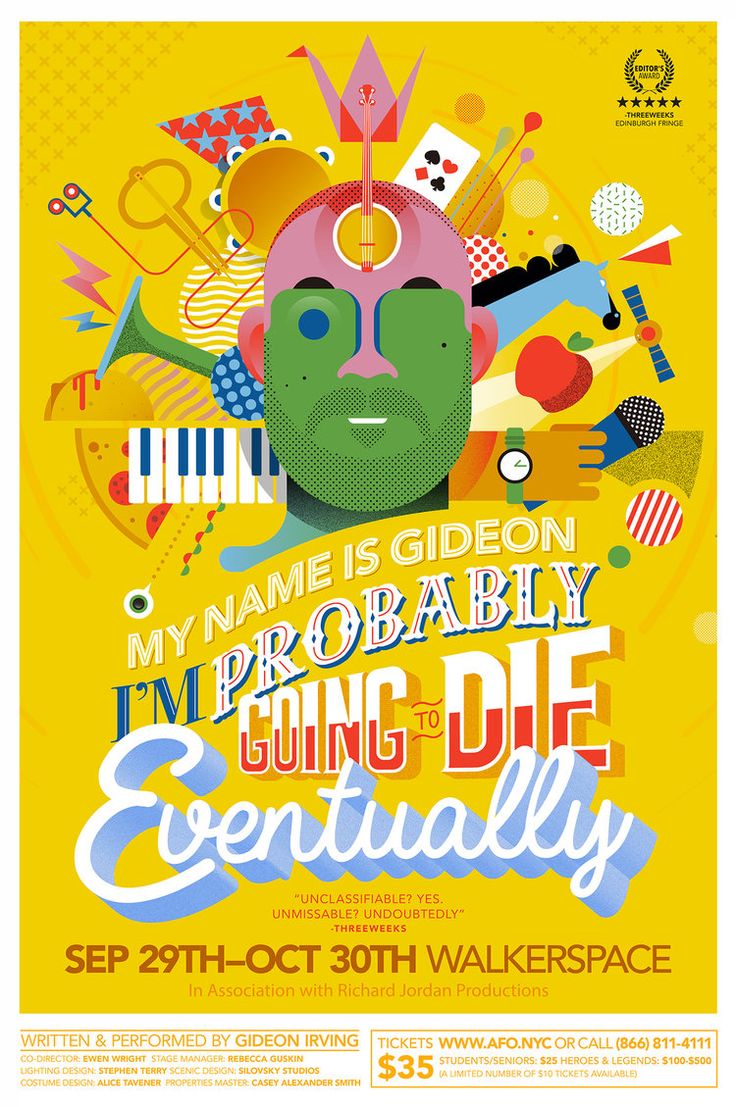 EDITOR'S
AWARD
★★★★★
-THREEWEEKS
EDINBURGH FRINGE
MY NAME IS GIDEON
I'M PROBABLY
GOING TO DIE
Eventually
"UNCLASSIFIABLE? YES.
UNMISSABLE? UNDOUBTEDLY"
-THREEWEEKS
SEP 29TH–OCT 30TH WALKERSPACE
In Association with Richard Jordan Productions
WRITTEN & PERFORMED BY GIDEON IRVING
CO-DIRECTOR: EWEN WRIGHT STAGE MANAGER: REBECCA GUSKIN
LIGHTING DESIGN: STEPHEN TERRY SCENIC DESIGN: SILOVSKY STUDIOS
COSTUME DESIGN: ALICE TAVENER PROPERTIES MASTER: CASEY ALEXANDER SMITH
TICKETS WWW.AFO.NYC OR CALL (866) 811-4111
$35 STUDENTS/SENIORS: $25 HEROES & LEGENDS: $100-$500
(A LIMITED NUMBER OF $10 TICKETS AVAILABLE)